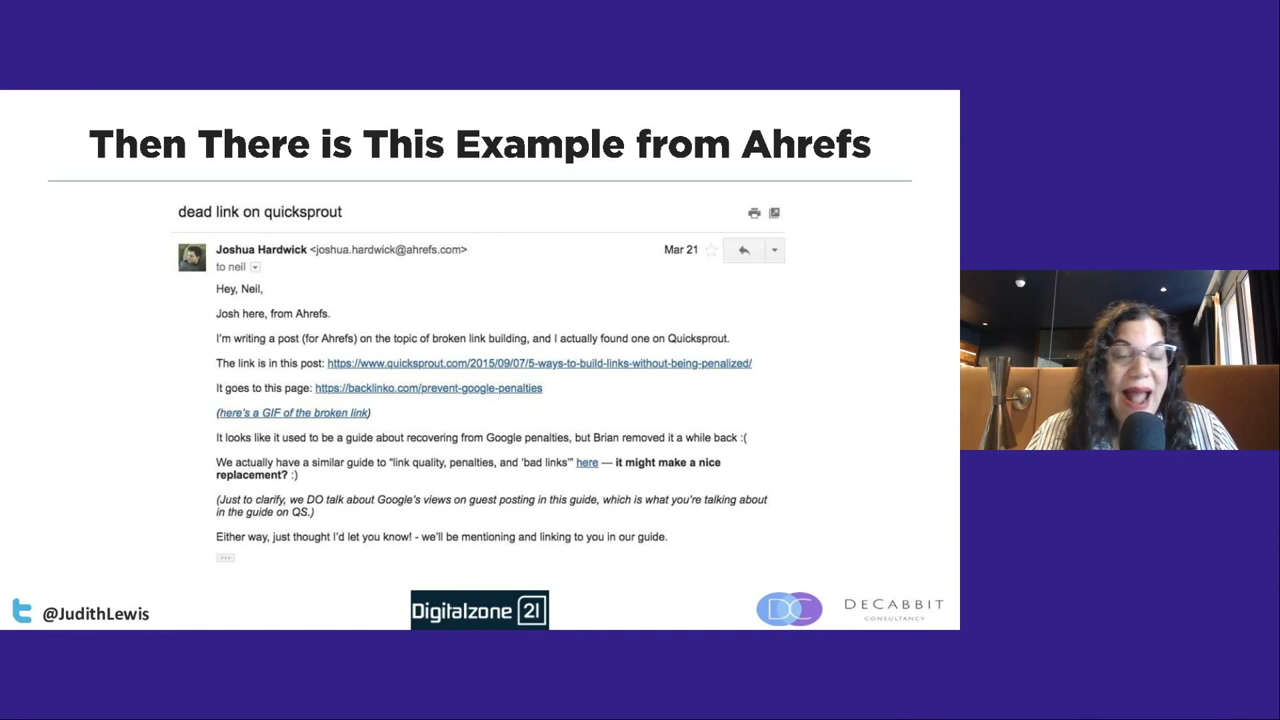 Then There is This Example from Ahrefs
dead link on quicksprout
Joshua Hardwick <joshua.hardwick@ahrefs.com>
Mar 21
to neil
Hey, Neil,
Josh here, from Ahrefs.
I'm writing a post (for Ahrefs) on the topic of broken link building, and I actually found one on Quicksprout.
The link is in this post: https://www.quicksprout.com/2015/09/07/5-ways-to-build-links-without-being-penalized/
It goes to this page: https://backlinko.com/prevent-google-penalties
(here's a GIF of the broken link)
It looks like it used to be a guide about recovering from Google penalties, but Brian removed it a while back :(
We actually have a similar guide to "link quality, penalties, and 'bad links'" here — it might make a nice
replacement? :)
(Just to clarify, we DO talk about Google's views on guest posting in this guide, which is what you're talking about
in the guide on QS.)
Either way, just thought I'd let you know! - we'll be mentioning and linking to you in our guide.
@JudithLewis
Digitalzone 21
DC
DECABBIT
CONSULTANCY